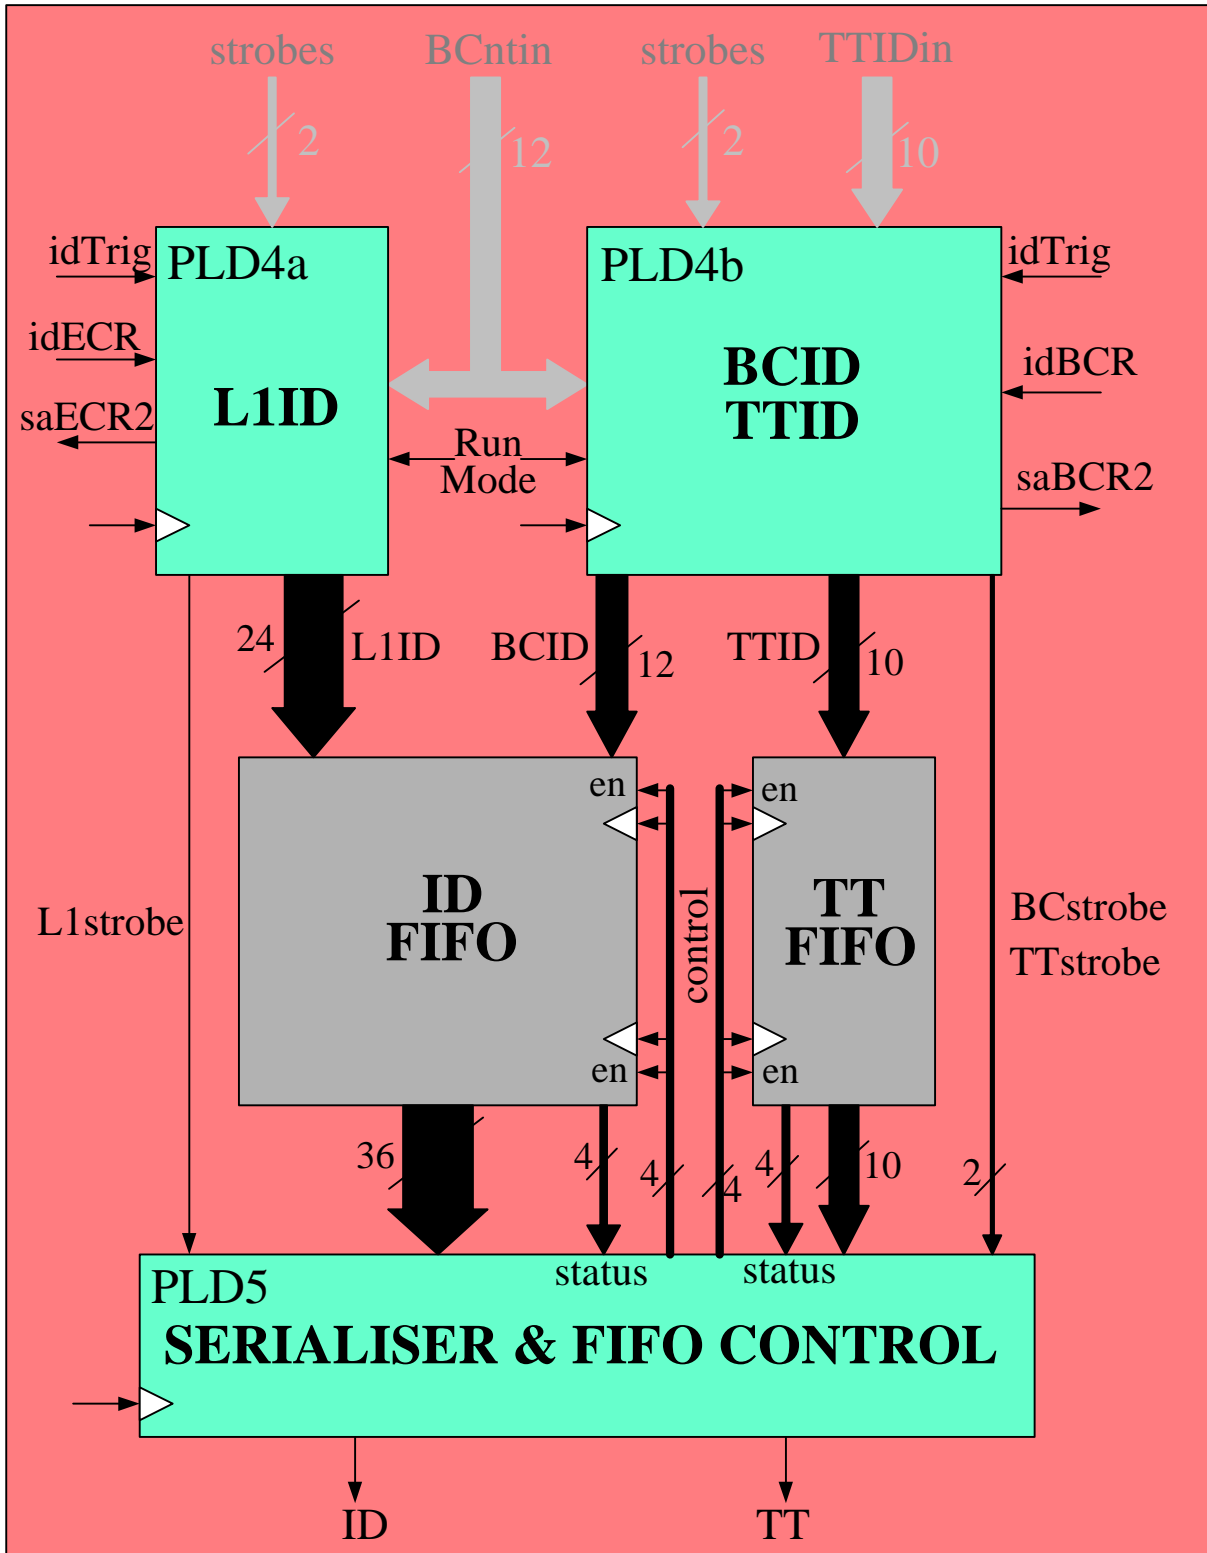 strobes
BCntin
strobes
TTIDin
2
12
2
10
idTrig
PLD4a
PLD4b
idTrig
idECR
L1ID
BCID
TTID
idBCR
saECR2
Run
Mode
saBCR2
24
L1ID
BCID
12
TTID
10
en
en
ID
FIFO
control
TT
FIFO
L1strobe
BCstrobe
TTstrobe
en
en
36
4
4
4
4
10
2
status
status
PLD5
SERIALISER & FIFO CONTROL
ID
TT